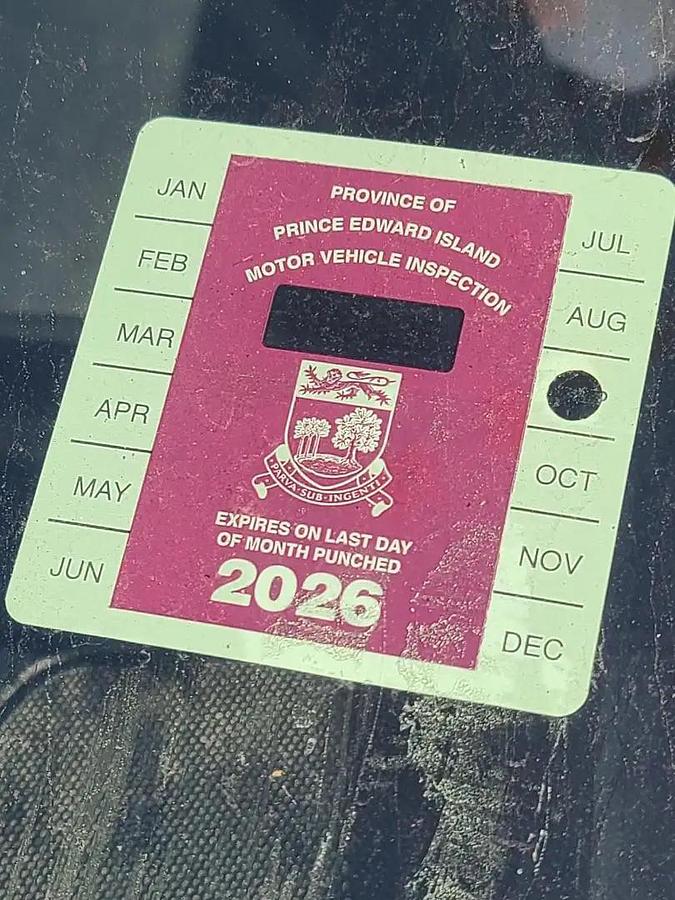 PROVINCE OF
PRINCE EDWARD ISLAND
MOTOR VEHICLE INSPECTION
JAN
FEB
MAR
APR
MAY
JUN
JUL
AUG
OCT
NOV
DEC
PARVA·SUB·INGENTI
EXPIRES ON LAST DAY
OF MONTH PUNCHED
2026